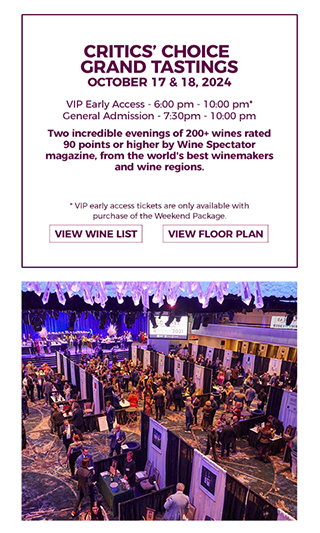 CRITICS' CHOICE
GRAND TASTINGS
OCTOBER 17 & 18, 2024
VIP Early Access - 6:00 pm - 10:00 pm*
General Admission - 7:30pm - 10:00 pm
Two incredible evenings of 200+ wines rated
90 points or higher by Wine Spectator
magazine, from the world's best winemakers
and wine regions.
* VIP early access tickets are only available with
purchase of the Weekend Package.
VIEW WINE LIST
VIEW FLOOR PLAN